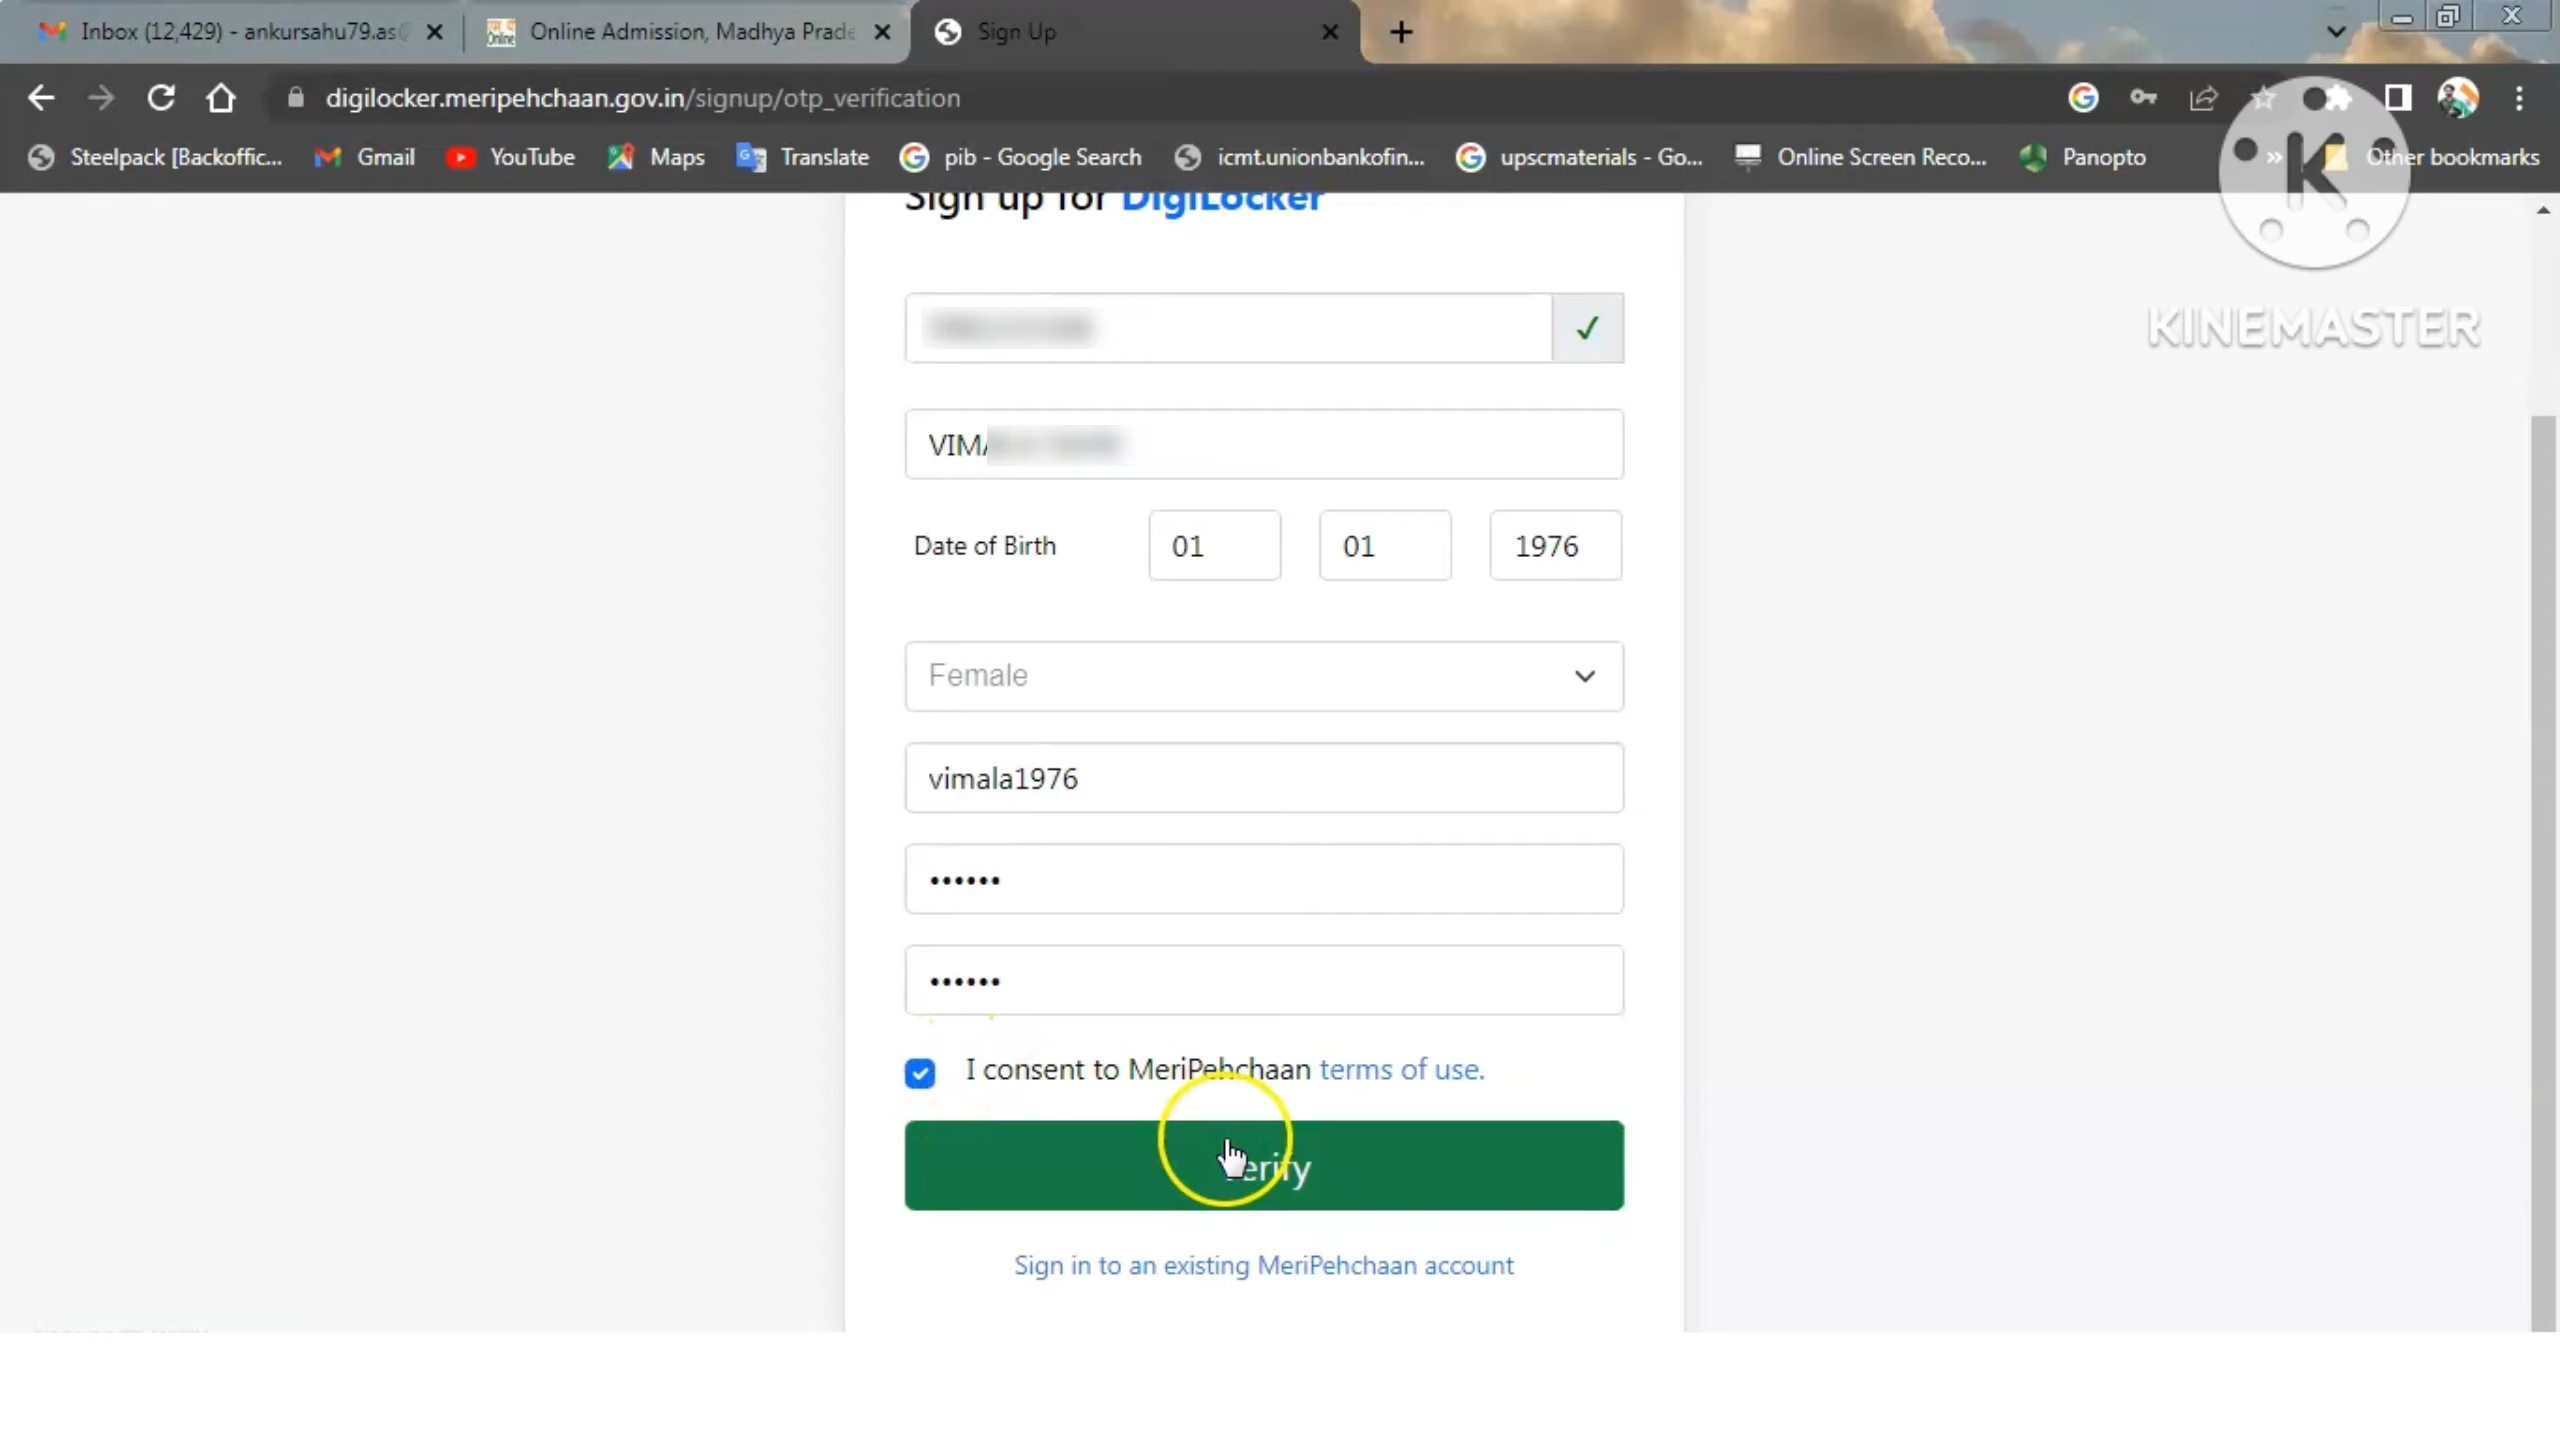 Inbox (12,429) - ankursahu79.as@
Online Admission, Madhya Prade
Sign Up
digilocker.meripehchaan.gov.in/signup/otp_verification
Steelpack [Backoffic...
Gmail
YouTube
Maps
Translate
pib - Google Search
icmt.unionbankofin...
upscmaterials - Go...
Online Screen Reco...
Panopto
»
Other bookmarks
K
KINEMASTER
Sign up for DigiLocker
VIMA
Date of Birth 01 01 1976
Female
vimala1976
••••••
••••••
I consent to MeriPehchaan terms of use.
Verify
Sign in to an existing MeriPehchaan account